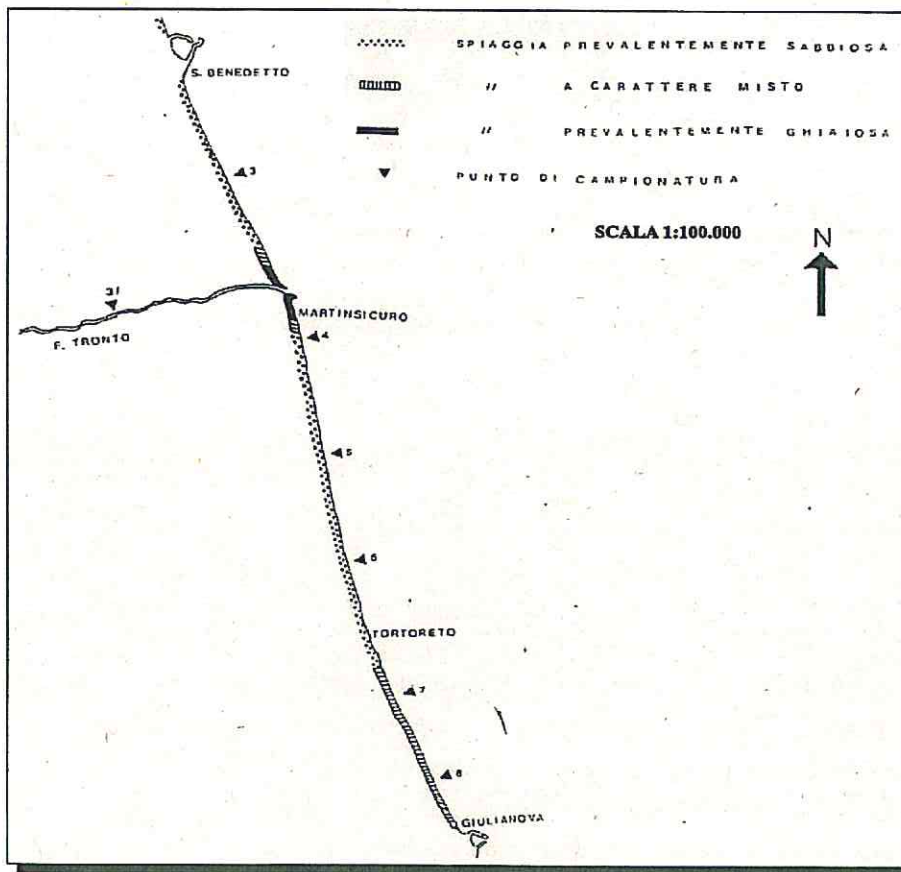 SPIAGGIA PREVALENTEMENTE SABBIOSA
S. BENEDETTO
" A CARATTERE MISTO
" PREVALENTEMENTE GHIAIOSA
3
PUNTO DI CAMPIONATURA
SCALA 1:100.000
N
31
MARTINSICURO
F. TRONTO
4
5
6
TORTORETO
7
8
GIULIANOVA